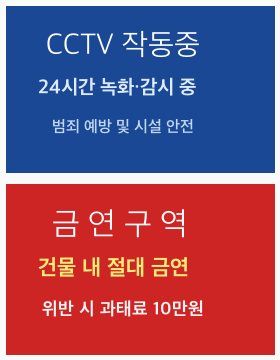 CCTV 작동중
24시간 녹화·감시 중
범죄 예방 및 시설 안전
금연구역
건물 내 절대 금연
위반 시 과태료 10만원